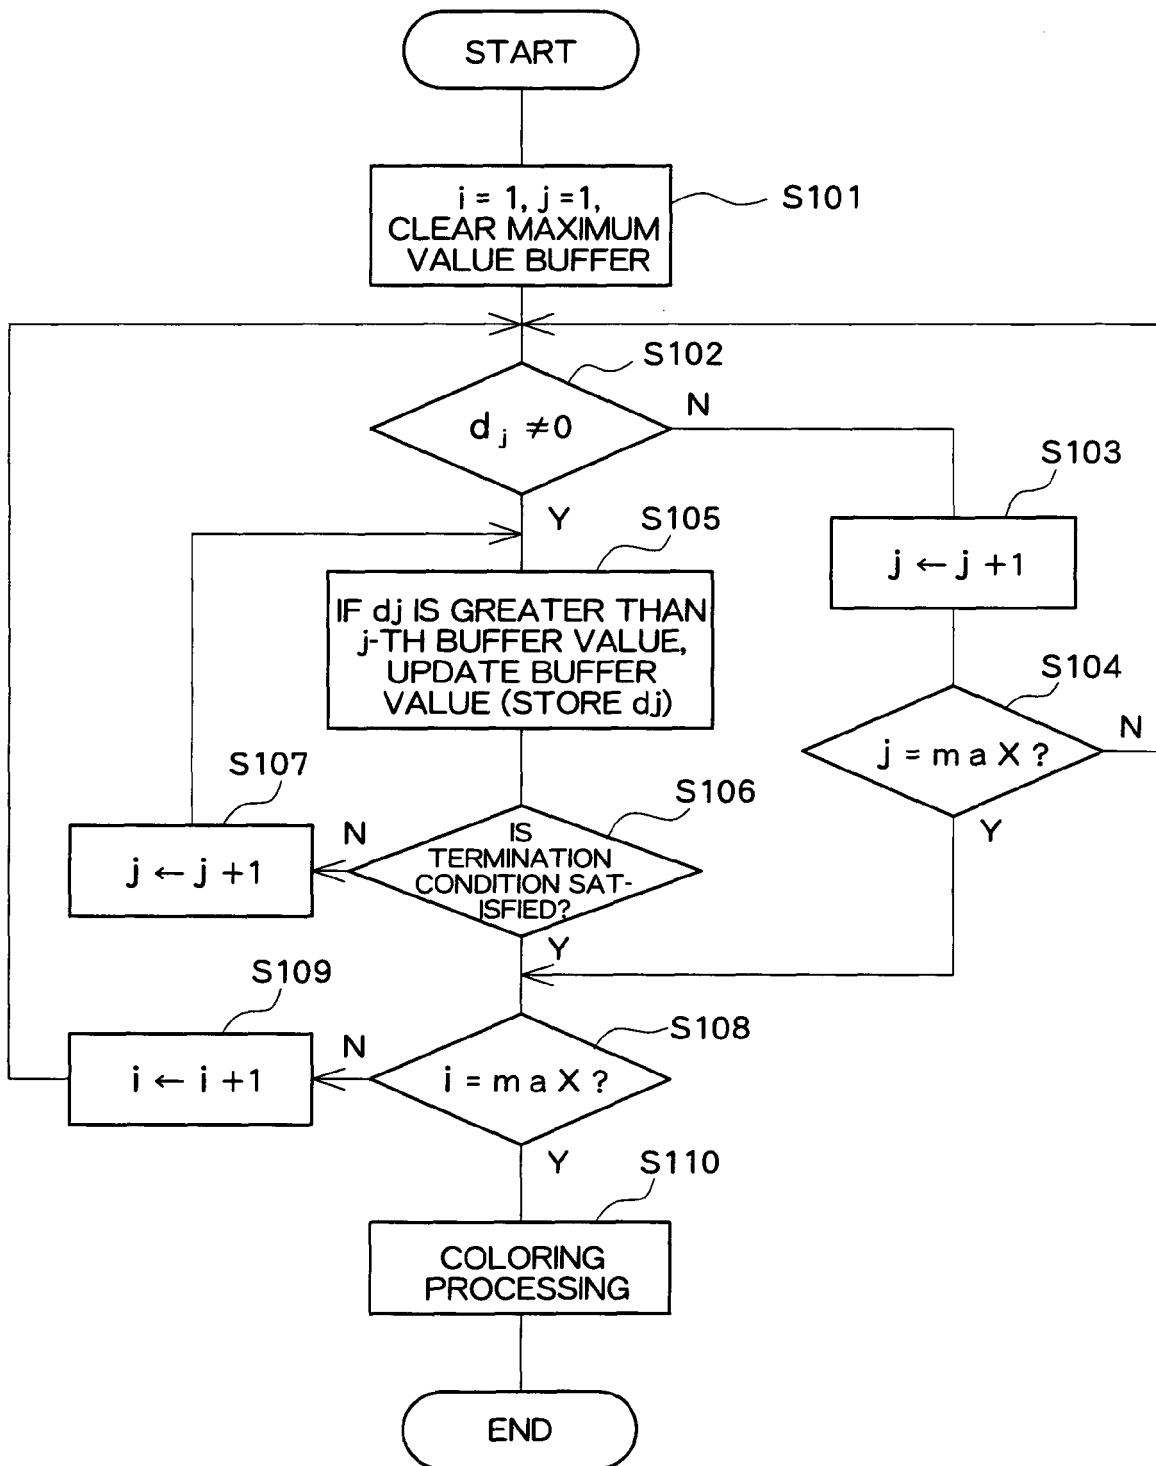 START
i = 1, j =1,
CLEAR MAXIMUM
VALUE BUFFER
S101
S102
d j ≠0
N
Y
S103
j ← j +1
S105
IF dj IS GREATER THAN
j-TH BUFFER VALUE,
UPDATE BUFFER
VALUE (STORE dj)
S104
j = m a X ?
N
Y
S107
j ← j +1
S106
N
IS
TERMINATION
CONDITION SAT-
ISFIED?
Y
S109
i ← i +1
S108
N
i = m a X ?
Y
S110
COLORING
PROCESSING
END